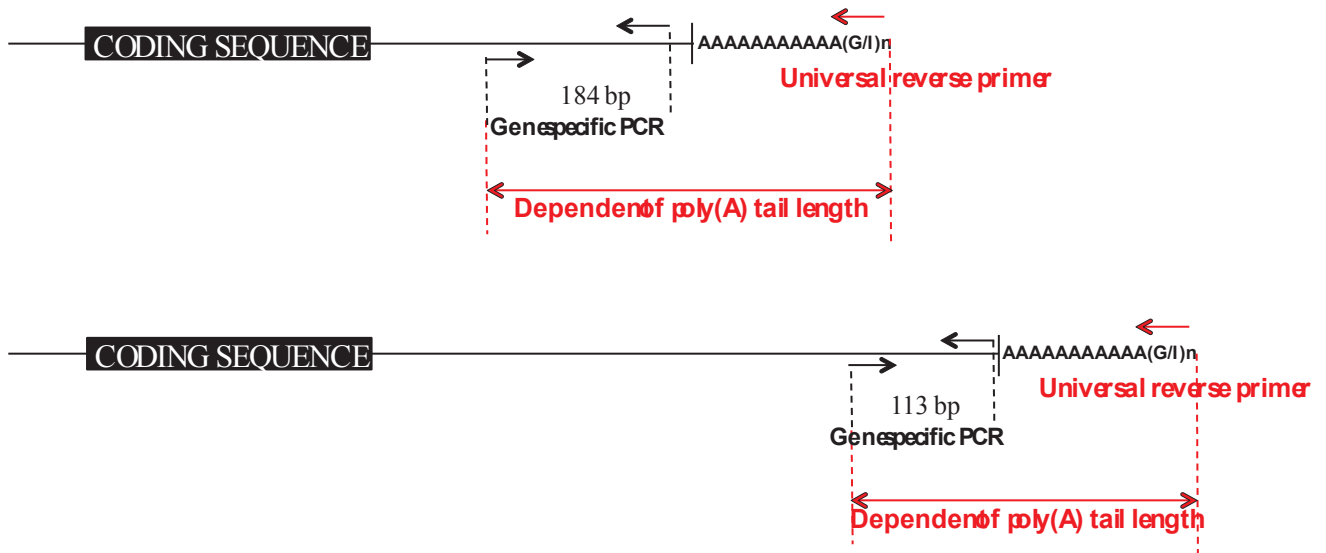 CODING SEQUENCE
AAAAAAAAAAA(G/I)n
Universal reverse primer
184 bp
Genespecific PCR
Dependentof poly(A) tail length
CODING SEQUENCE
AAAAAAAAAAA(G/I)n
Universal reverse primer
113 bp
Genespecific PCR
Dependentof poly(A) tail length